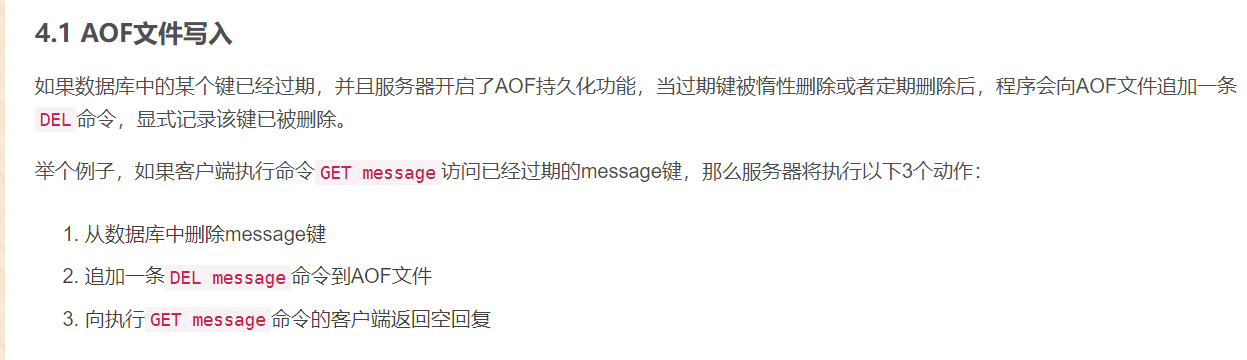 4.1 AOF文件写入
如果数据库中的某个键已经过期，并且服务器开启了AOF持久化功能，当过期键被惰性删除或者定期删除后，程序会向AOF文件追加一条
DEL命令，显式记录该键已被删除。
举个例子，如果客户端执行命令GET message访问已经过期的message键，那么服务器将执行以下3个动作：
1. 从数据库中删除message键
2. 追加一条DEL message命令到AOF文件
3. 向执行GET message命令的客户端返回空回复